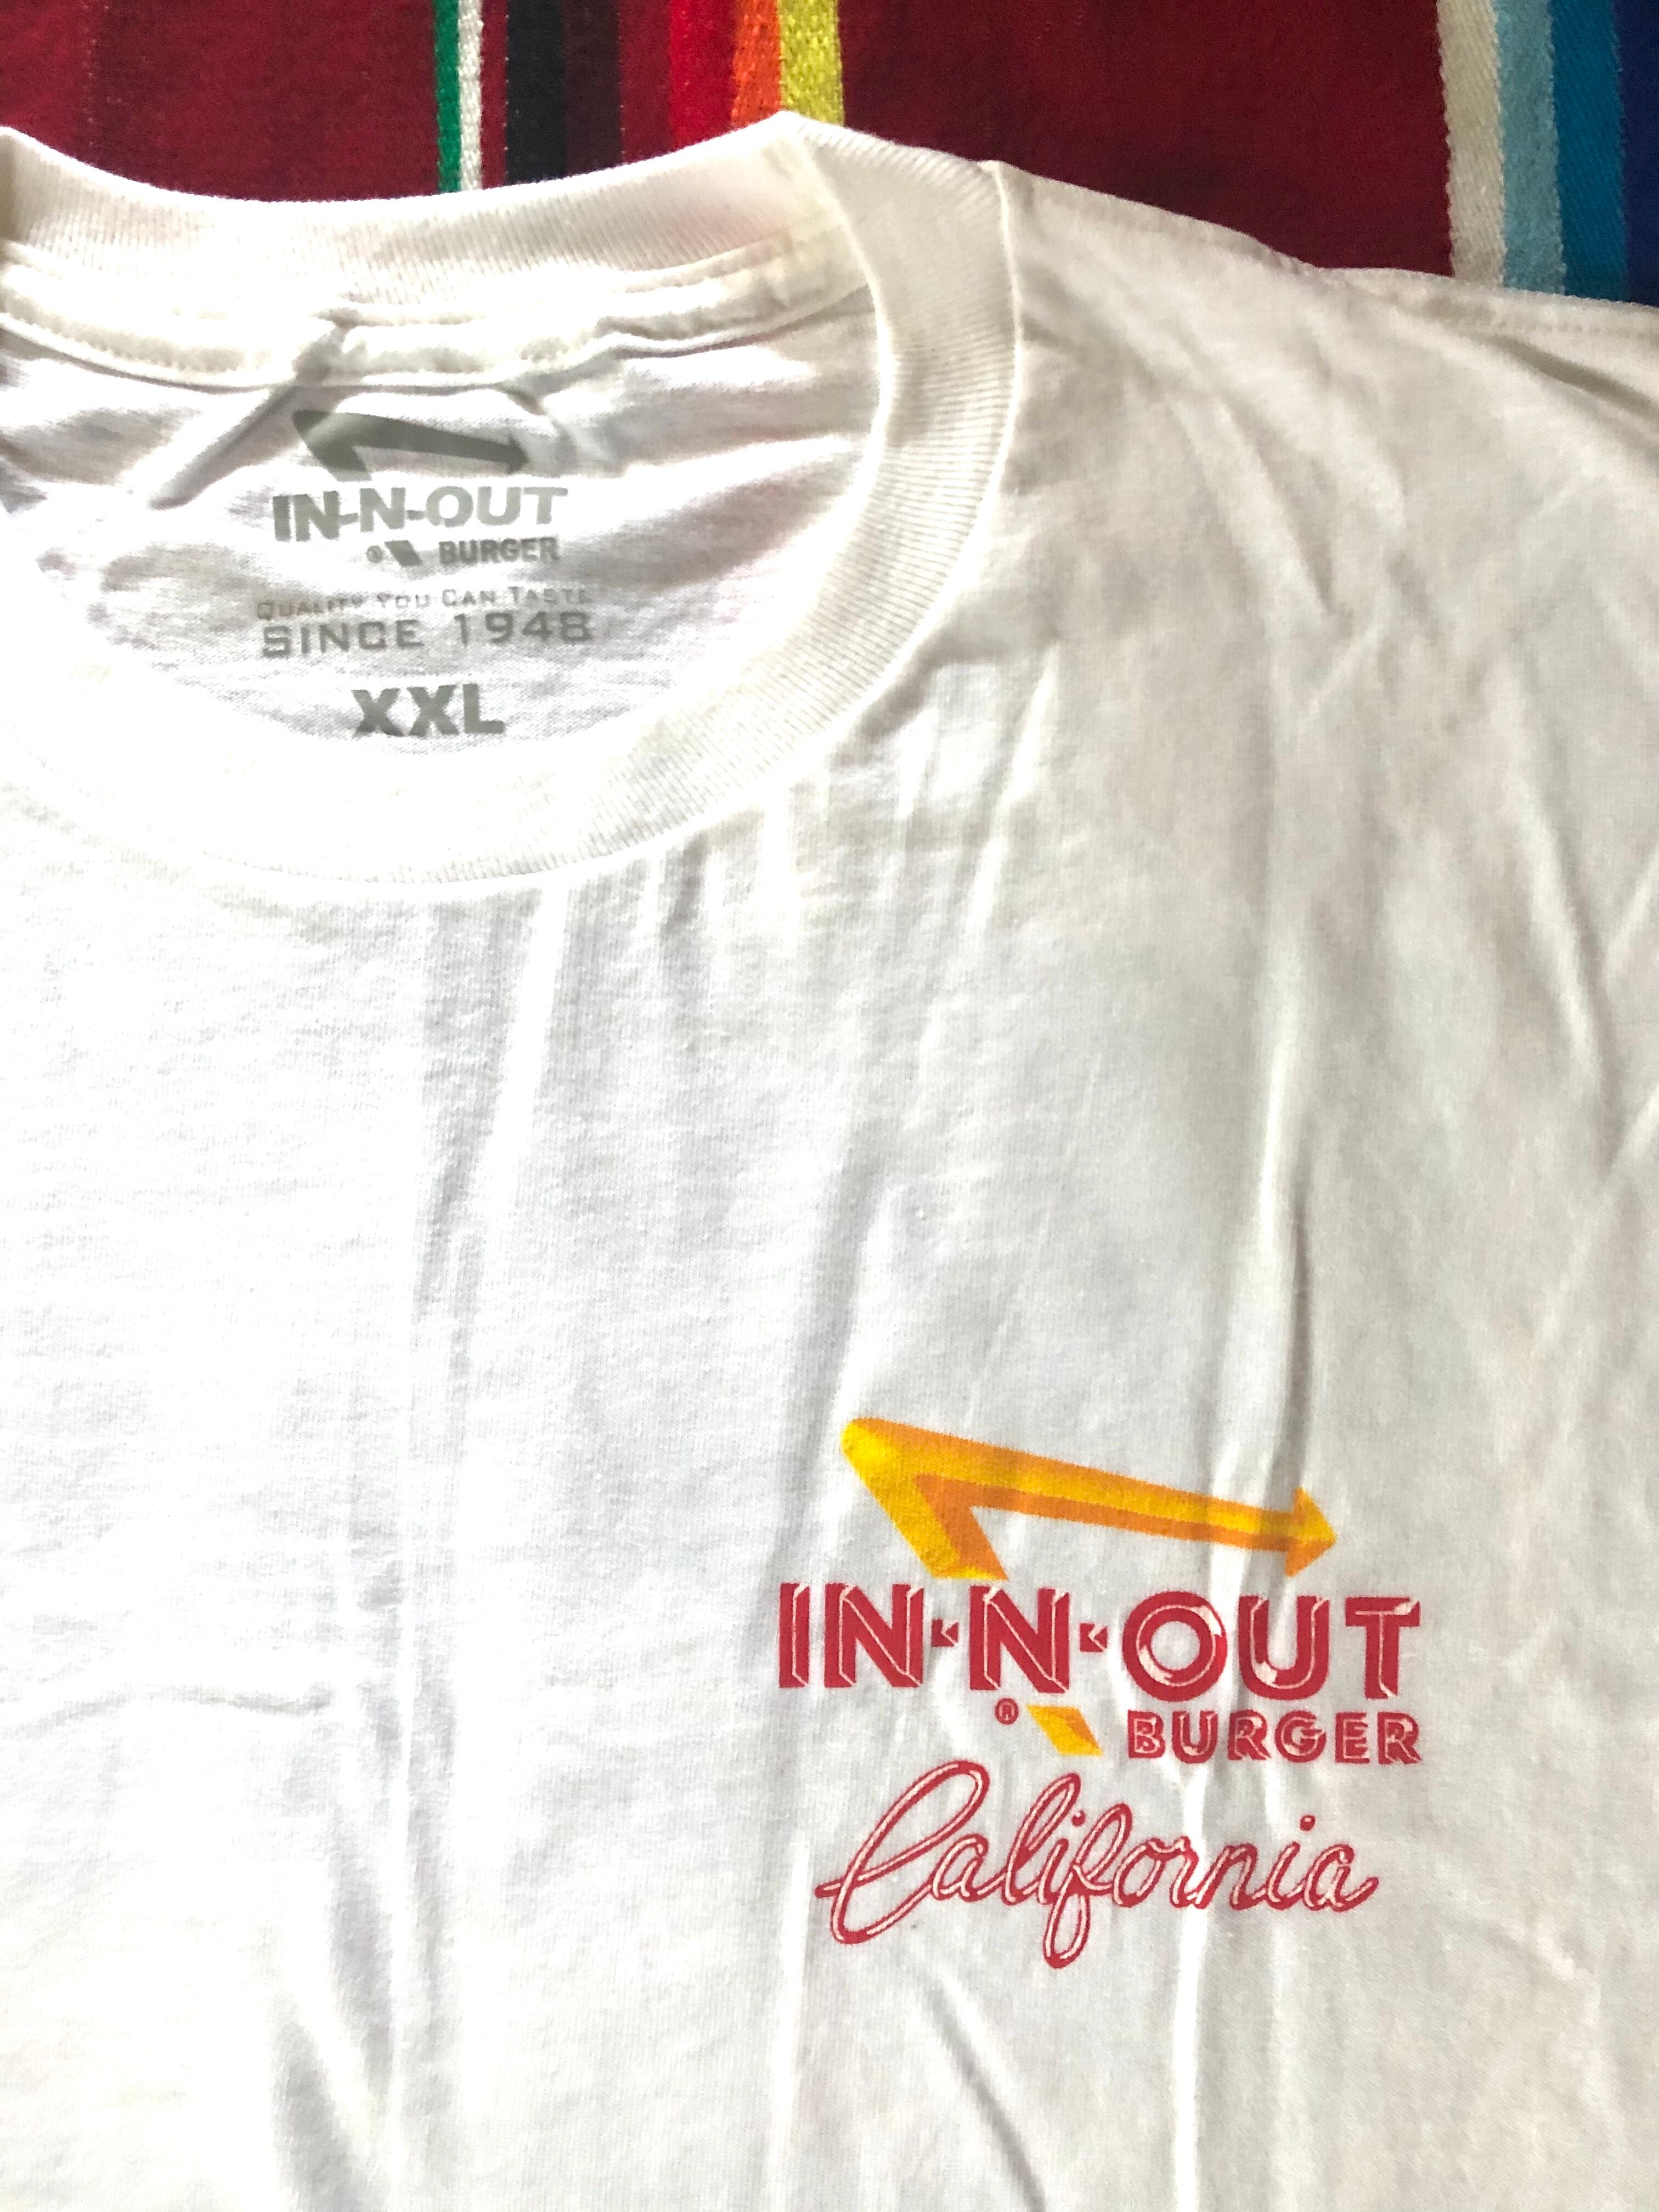 IN-N-OUT
® BURGER
QUALITY YOU CAN TASTE
SINCE 1948
XXL
IN-N-OUT
® BURGER
California